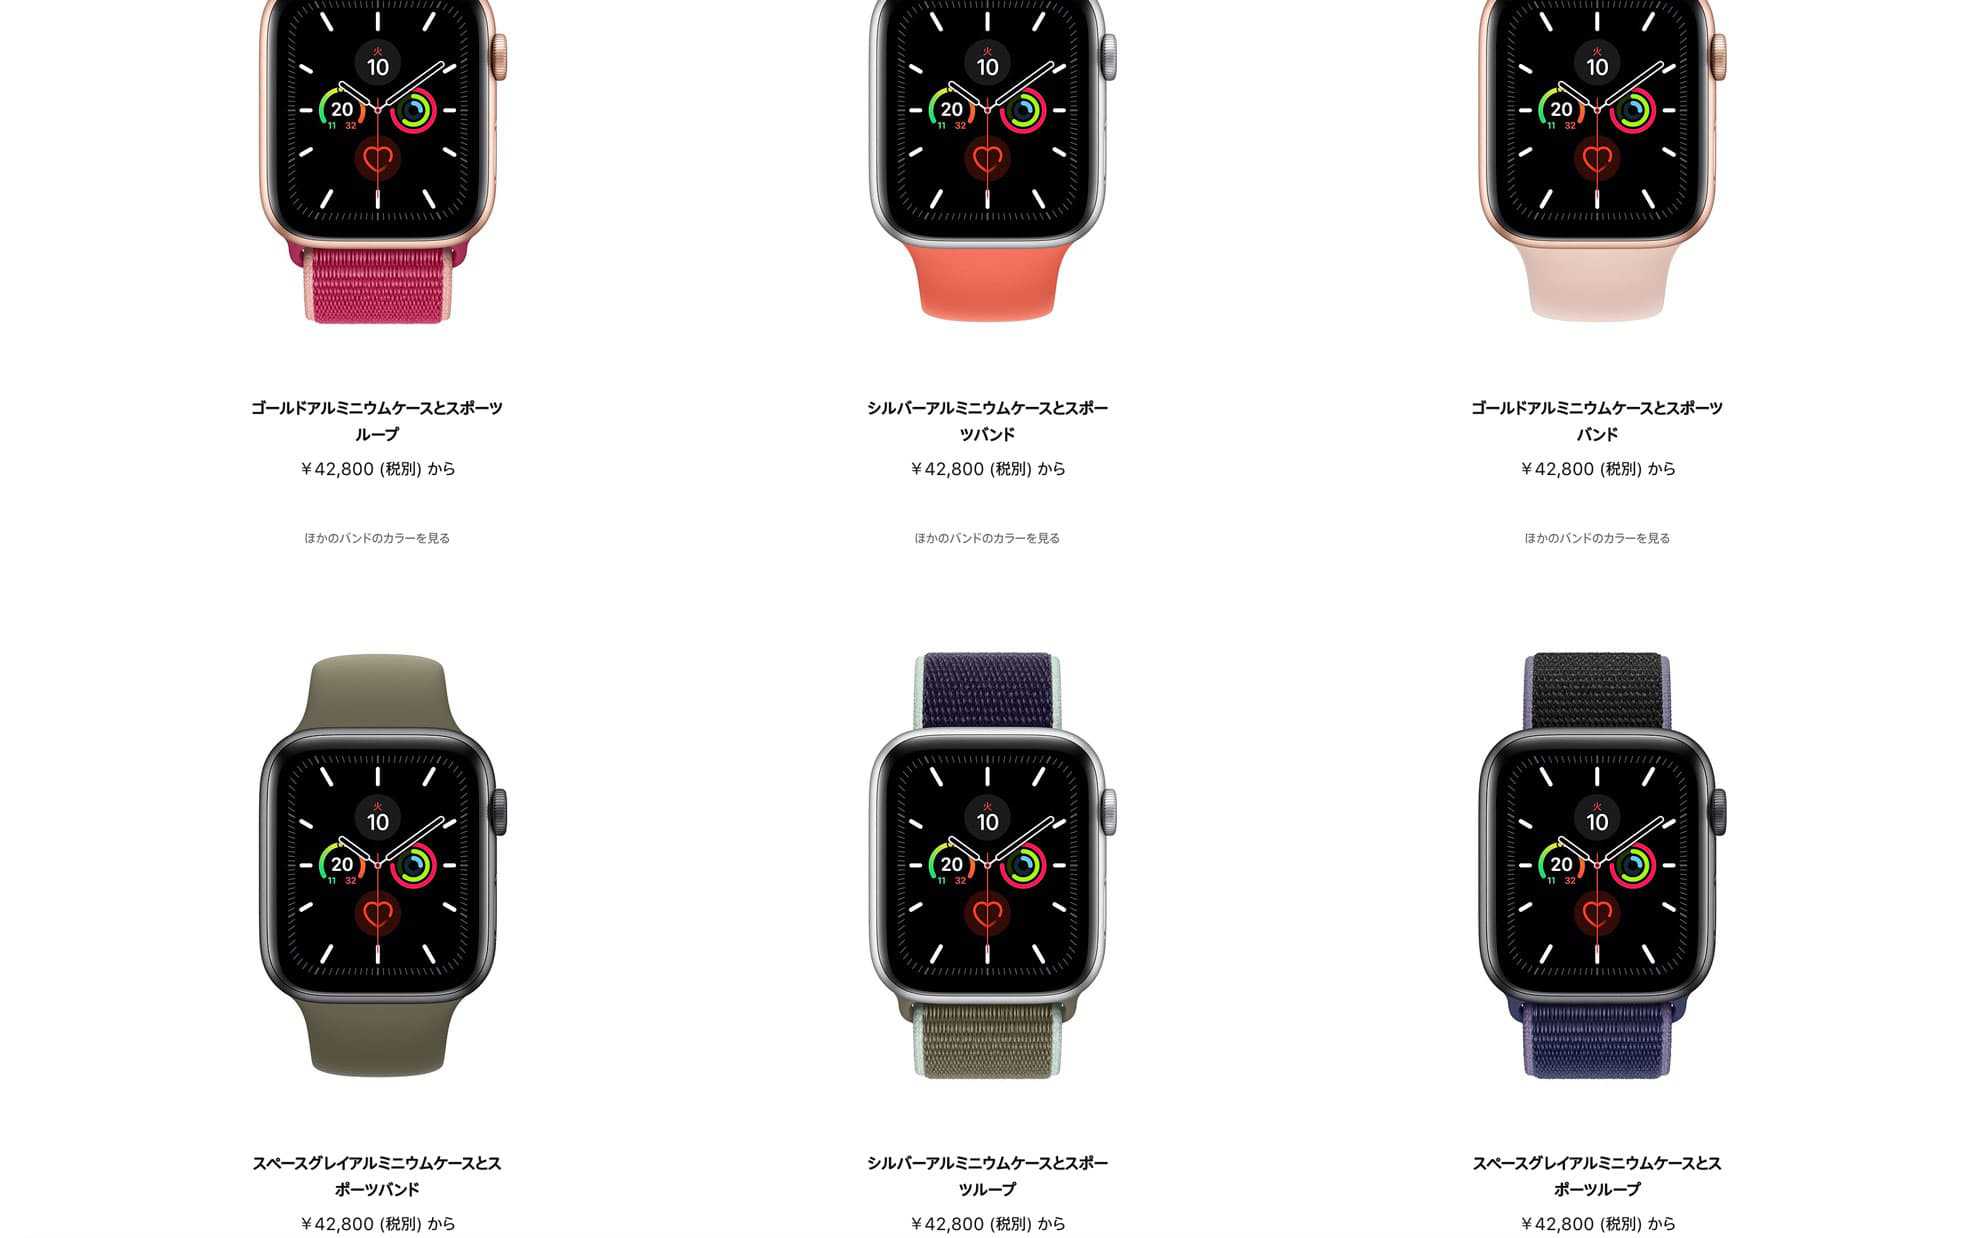 火
10
20
11 32
火
10
20
11 32
火
10
20
11 32
ゴールドアルミニウムケースとスポーツ
ループ
¥42,800 (税別) から
ほかのバンドのカラーを見る
シルバーアルミニウムケースとスポー
ツバンド
¥42,800 (税別) から
ほかのバンドのカラーを見る
ゴールドアルミニウムケースとスポーツ
バンド
¥42,800 (税別) から
ほかのバンドのカラーを見る
火
10
20
11 32
火
10
20
11 32
火
10
20
11 32
スペースグレイアルミニウムケースとス
ポーツバンド
¥42,800 (税別) から
シルバーアルミニウムケースとスポー
ツループ
¥42,800 (税別) から
スペースグレイアルミニウムケースとス
ポーツループ
¥42,800 (税別) から